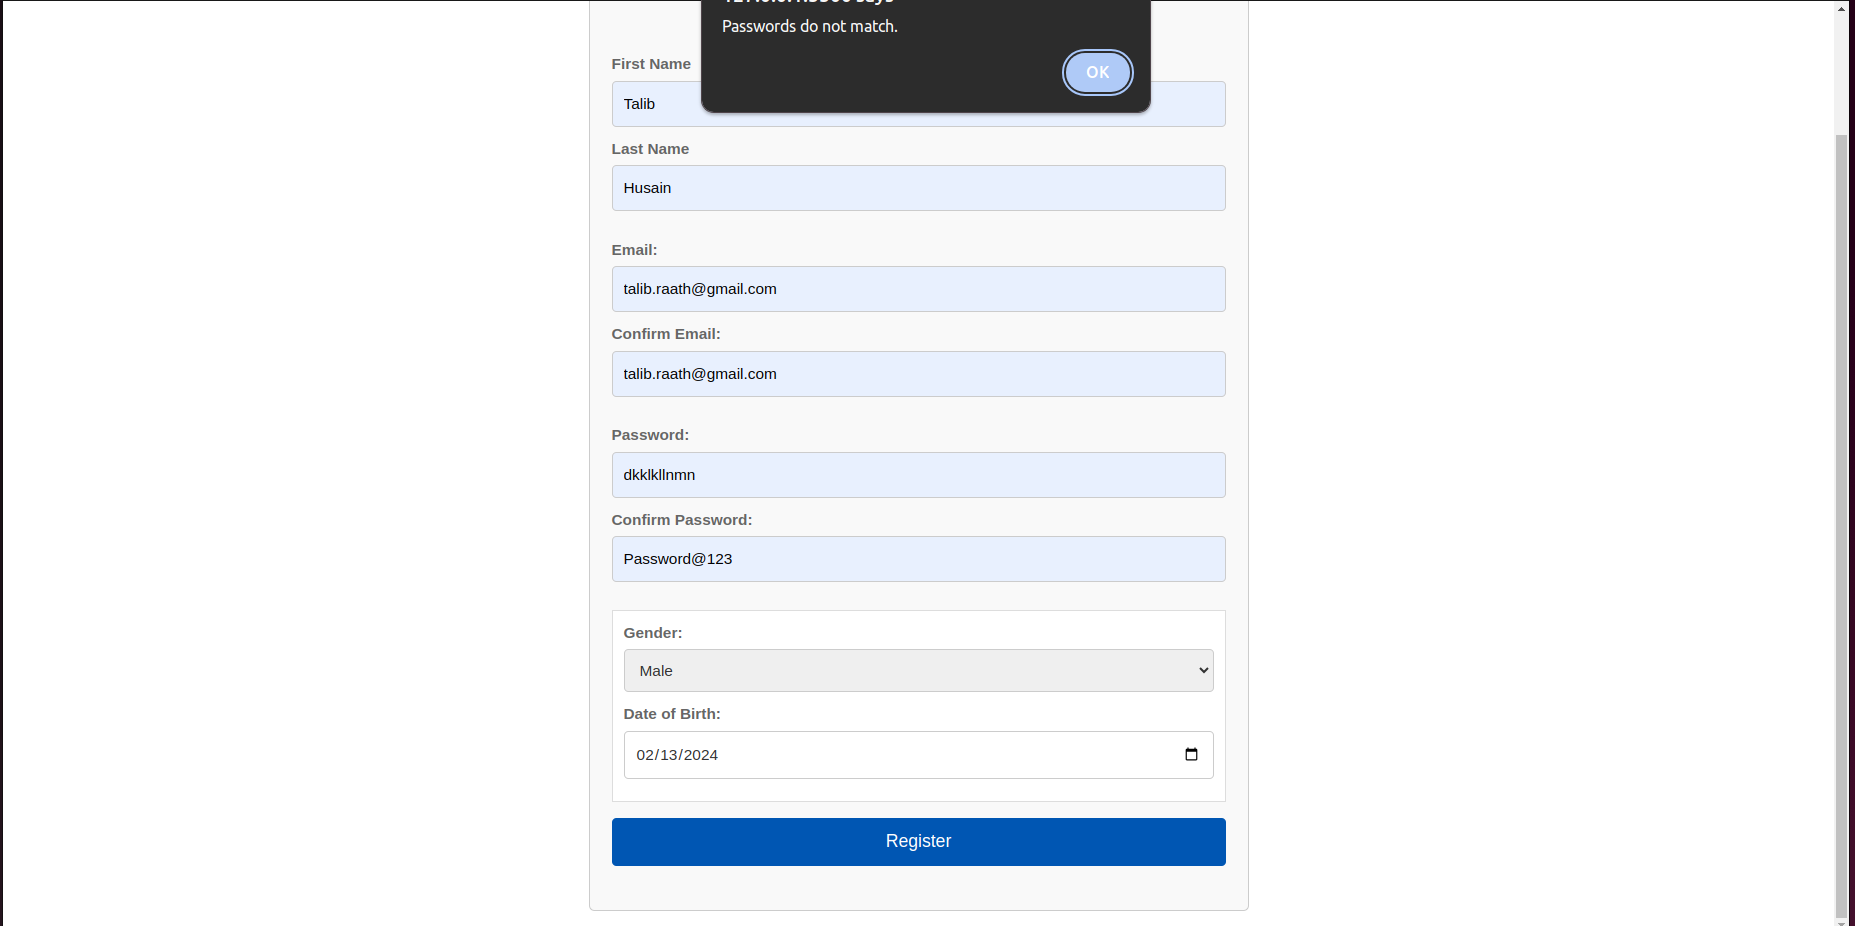 Passwords do not match.
OK
First Name
Talib
Last Name
Husain
Email:
talib.raath@gmail.com
Confirm Email:
talib.raath@gmail.com
Password:
dkklkllnmn
Confirm Password:
Password@123
Gender:
Male
Date of Birth:
02/13/2024
Register